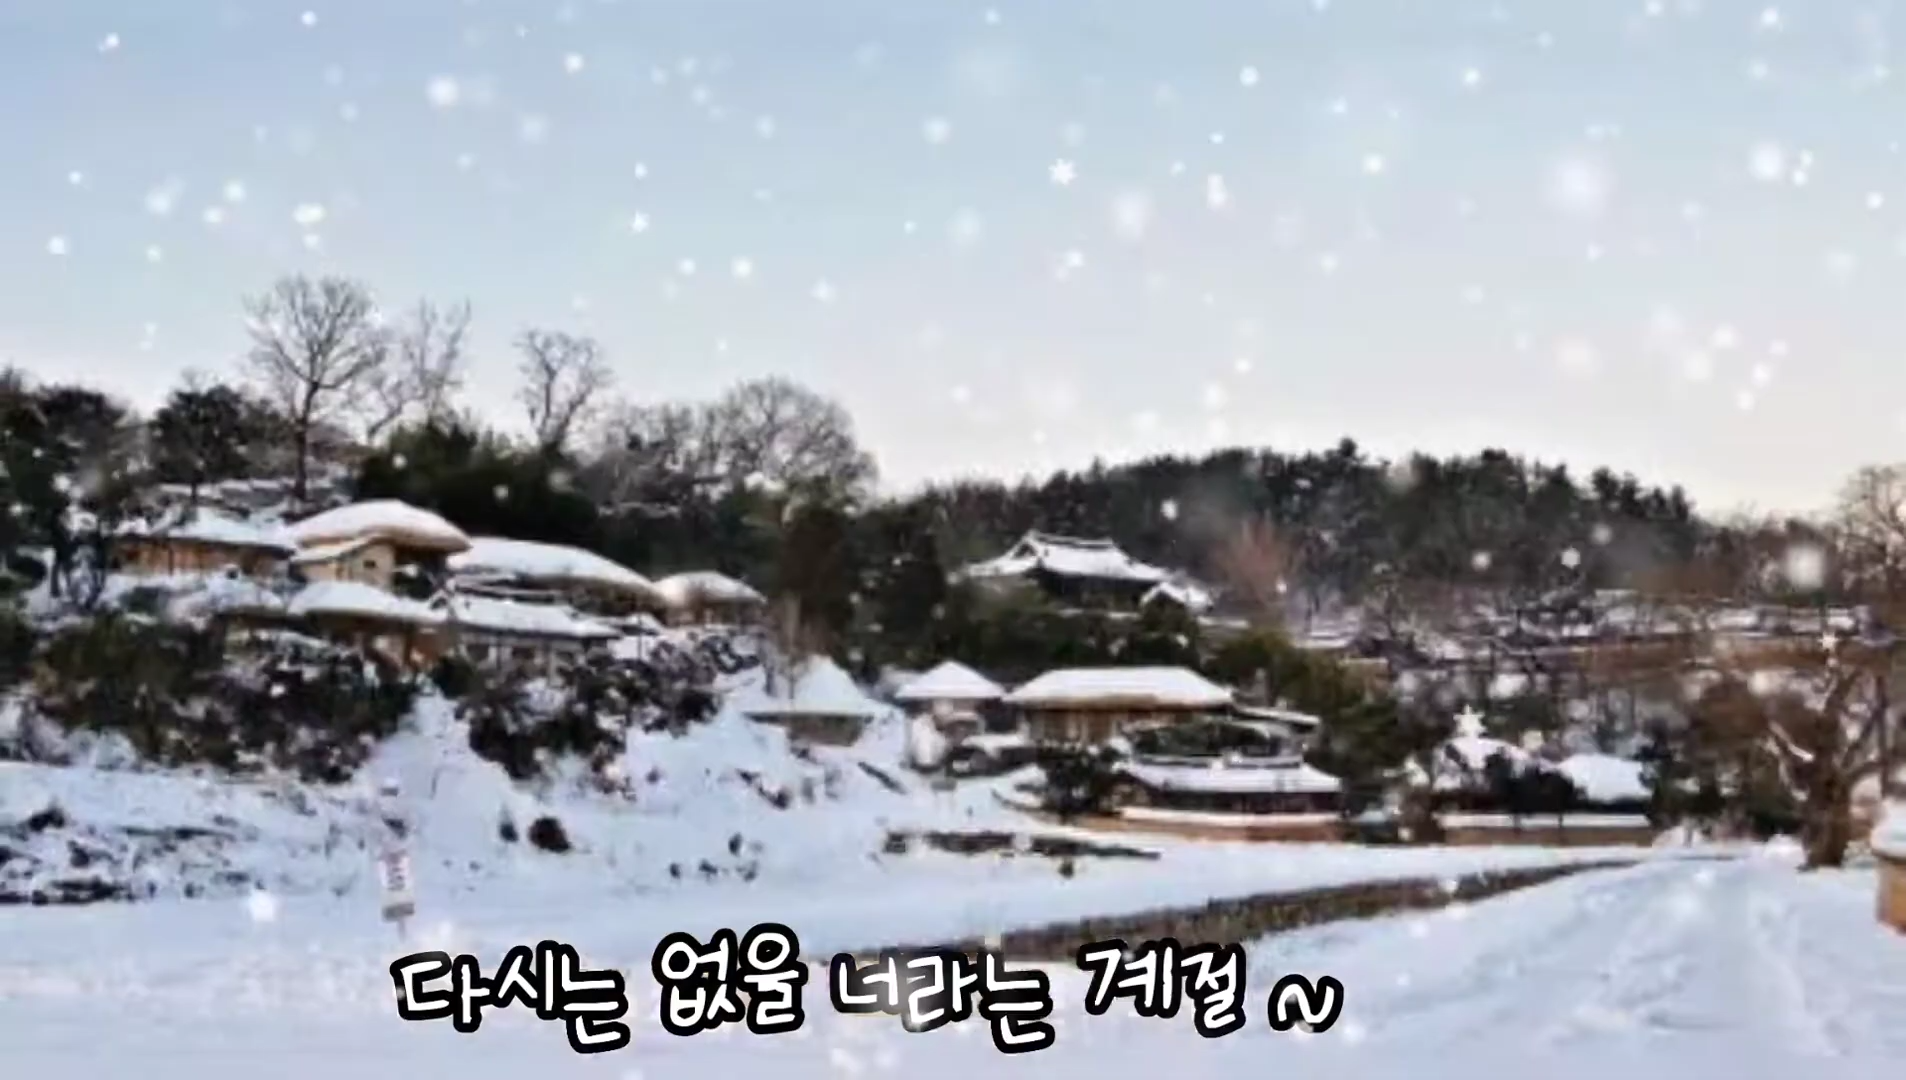 다시는 없을 너라는 계절 ~